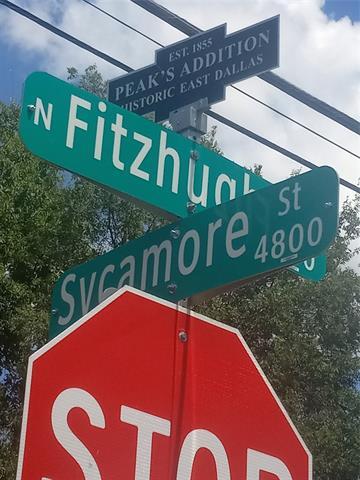 EST. 1855
PEAK'S ADDITION
HISTORIC EAST DALLAS
N Fitzhugh
Sycamore St
4800
STOP